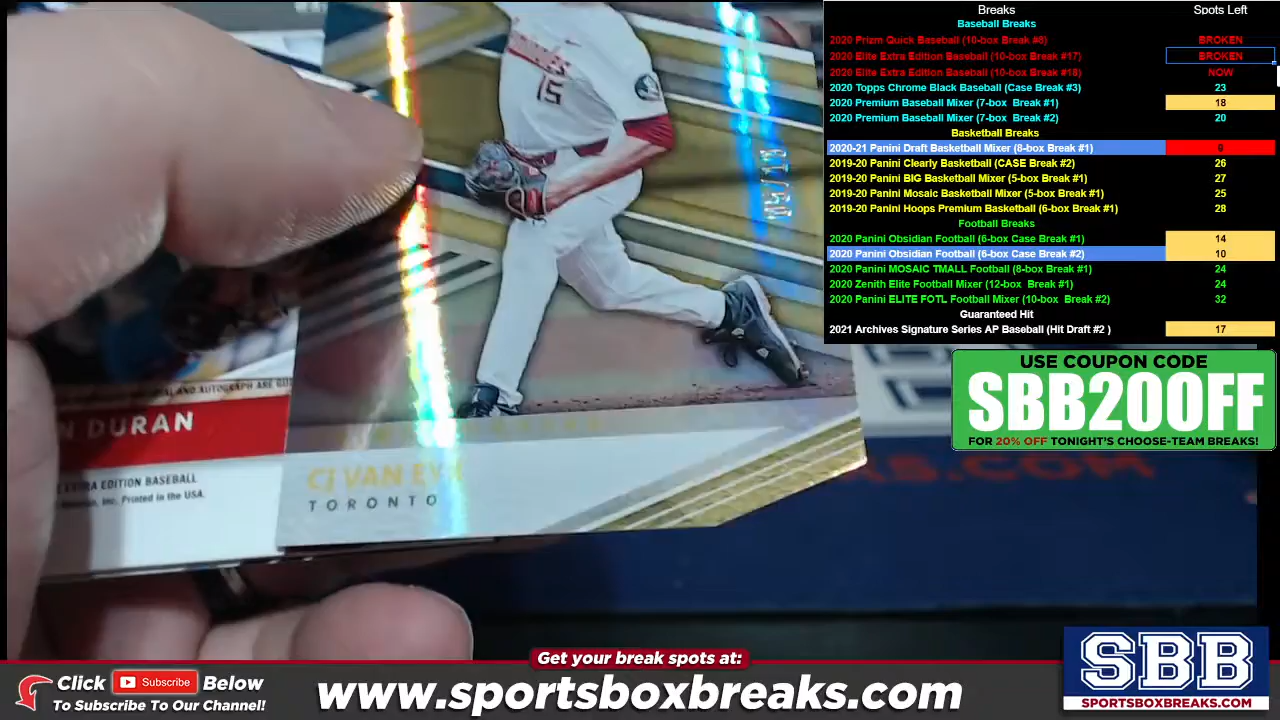 Breaks Spots Left
Baseball Breaks
2020 Prizm Quick Baseball (10-box Break #8) BROKEN
2020 Elite Extra Edition Baseball (10-box Break #17) BROKEN
2020 Elite Extra Edition Baseball (10-box Break #18) NOW
2020 Topps Chrome Black Baseball (Case Break #3) 23
2020 Premium Baseball Mixer (7-box Break #1) 18
2020 Premium Baseball Mixer (7-box Break #2) 20
Basketball Breaks
2020-21 Panini Draft Basketball Mixer (8-box Break #1) 0
2019-20 Panini Clearly Basketball (CASE Break #2) 26
2019-20 Panini BIG Basketball Mixer (5-box Break #1) 27
2019-20 Panini Mosaic Basketball Mixer (5-box Break #1) 25
2019-20 Panini Hoops Premium Basketball (6-box Break #1) 28
Football Breaks
2020 Panini Obsidian Football (6-box Case Break #1) 14
2020 Panini Obsidian Football (6-box Case Break #2) 10
2020 Panini MOSAIC TMALL Football (8-box Break #1) 24
2020 Zenith Elite Football Mixer (12-box Break #1) 24
2020 Panini ELITE FOTL Football Mixer (10-box Break #2) 32
Guaranteed Hit
2021 Archives Signature Series AP Baseball (Hit Draft #2 ) 17
USE COUPON CODE
SBB20OFF
FOR 20% OFF TONIGHT'S CHOOSE-TEAM BREAKS!
15
AND AUTOGRAPH ARE
DURAN
EXTRA EDITION BASEBALL
Inc. Printed in the USA.
CJ VAN
TORONTO
.COM
Get your break spots at:
Click Subscribe Below
To Subscribe To Our Channel!
www.sportsboxbreaks.com
SBB
SPORTSBOXBREAKS.COM